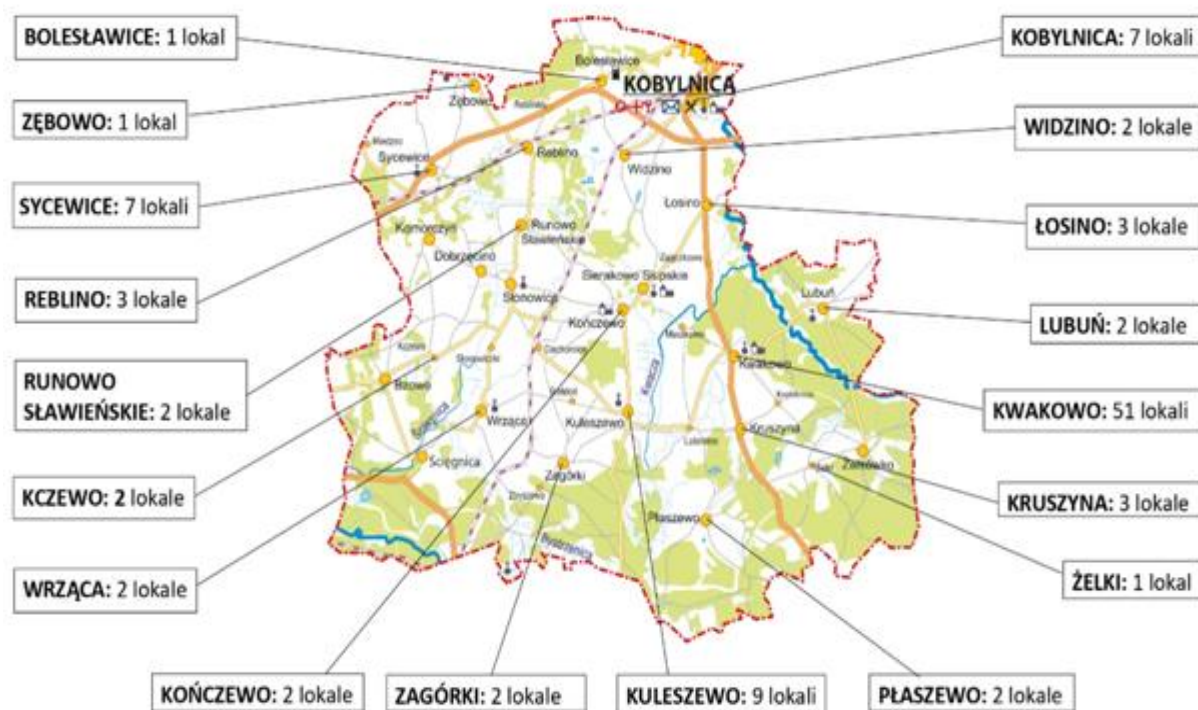 BOLESŁAWICE: 1 lokal
ZĘBOWO: 1 lokal
SYCEWICE: 7 lokali
REBLINO: 3 lokale
RUNOWO
SŁAWIEŃSKIE: 2 lokale
KCZEWO: 2 lokale
WRZĄCA: 2 lokale
KOŃCZEWO: 2 lokale
ZAGÓRKI: 2 lokale
KULESZEWO: 9 lokali
PŁASZEWO: 2 lokale
KOBYLNICA: 7 lokali
WIDZINO: 2 lokale
ŁOSINO: 3 lokale
LUBUŃ: 2 lokale
KWAKOWO: 51 lokali
KRUSZYNA: 3 lokale
ŻELKI: 1 lokal
Bolesławice
KOBYLNICA
Zębowo
Sycewice
Reblino
Widzino
Łosino
Komorczyn
Runowo
Sławieńskie
Dobrzęcino
Słonowice
Sierakowo Słupskie
Kończewo
Lubuń
Kwakowo
Bzowo
Wrząca
Kuleszewo
Kruszyna
Ścięgnica
Zagórki
Płaszewo
Kwacza
Bystrzenica